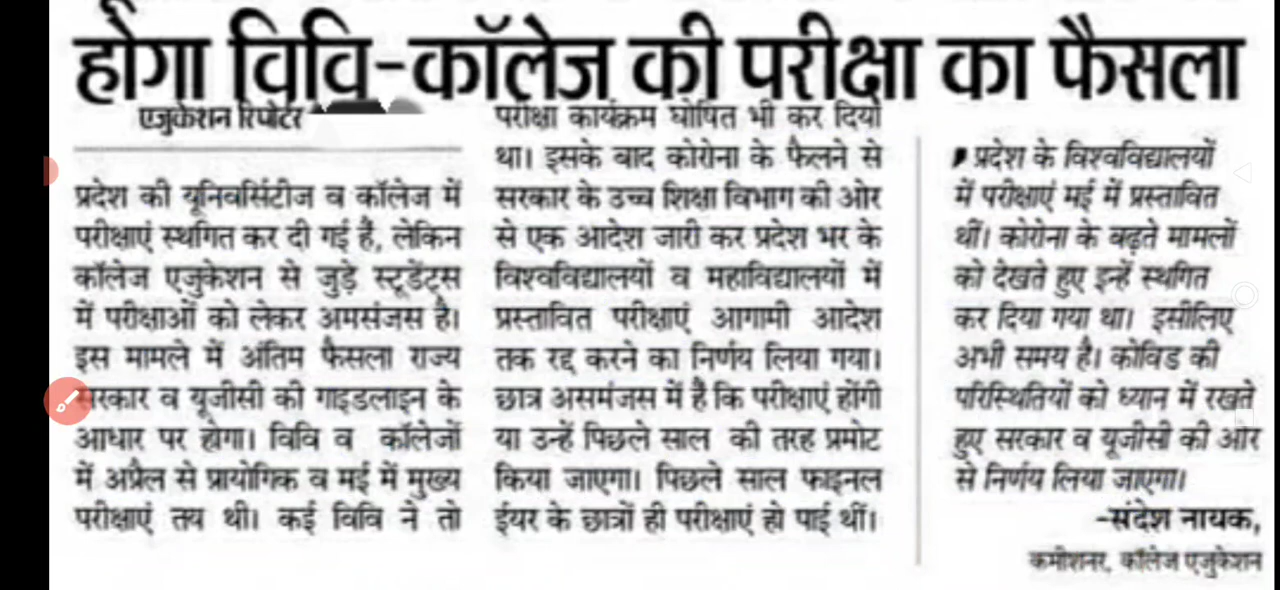 होगा विवि-कॉलेज की परीक्षा का फैसला
एजुकेशन रिपोर्टर
प्रदेश की यूनिवर्सिटीज व कॉलेज में
परीक्षाएं स्थगित कर दी गई है, लेकिन
कॉलेज एजुकेशन से जुड़े स्टूडेंट्स
में परीक्षाओं को लेकर अमसंजस है।
इस मामले में अंतिम फैसला राज्य
सरकार व यूजीसी की गाइडलाइन के
आधार पर होगा। विवि व कॉलेजों
में अप्रैल से प्रायोगिक व मई में मुख्य
परीक्षाएं तय थी। कई विवि ने तो
परीक्षा कार्यक्रम घोषित भी कर दिया
था। इसके बाद कोरोना के फैलने से
सरकार के उच्च शिक्षा विभाग की ओर
से एक आदेश जारी कर प्रदेश भर के
विश्वविद्यालयों व महाविद्यालयों में
प्रस्तावित परीक्षाएं आगामी आदेश
तक रद्द करने का निर्णय लिया गया।
छात्र असमंजस में है कि परीक्षाएं होंगी
या उन्हें पिछले साल की तरह प्रमोट
किया जाएगा। पिछले साल फाइनल
ईयर के छात्रों ही परीक्षाएं हो पाई थीं।
प्रदेश के विश्वविद्यालयों
में परीक्षाएं मई में प्रस्तावित
थीं। कोरोना के बढ़ते मामलों
को देखते हुए इन्हें स्थगित
कर दिया गया था। इसीलिए
अभी समय है। कोविड की
परिस्थितियों को ध्यान में रखते
हुए सरकार व यूजीसी की ओर
से निर्णय लिया जाएगा।
-संदेश नायक,
कमीशनर, कॉलेज एजुकेशन